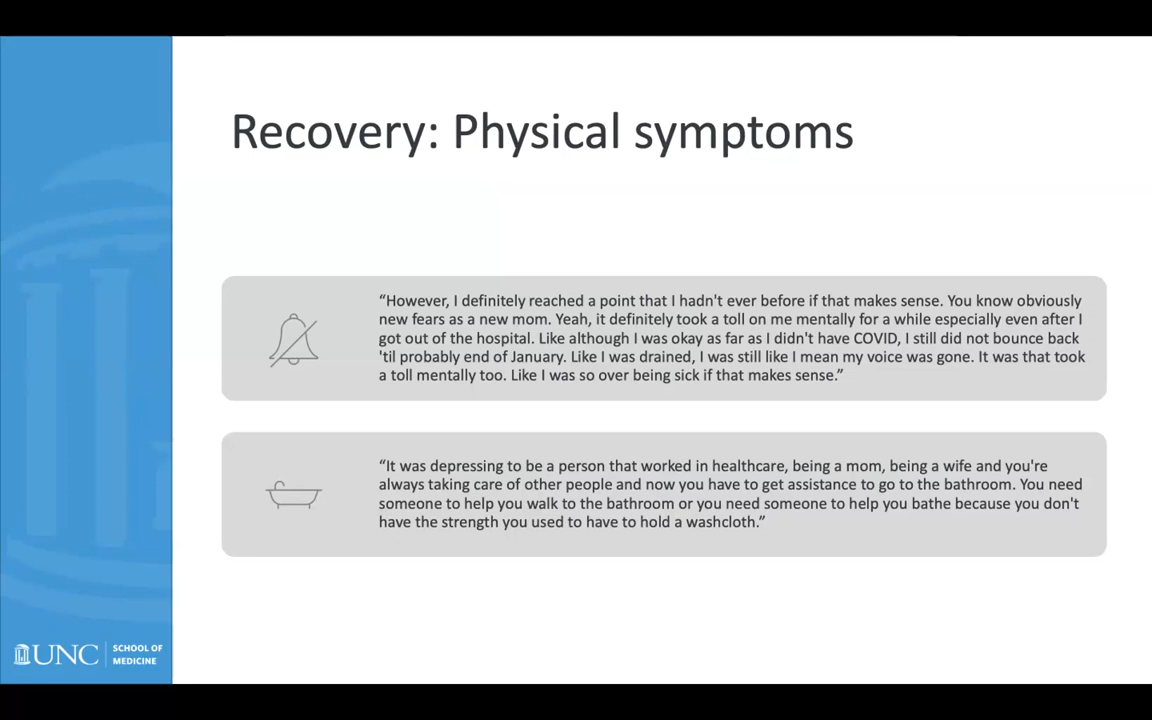 Recovery: Physical symptoms
“However, I definitely reached a point that I hadn't ever before if that makes sense. You know obviously
new fears as a new mom. Yeah, it definitely took a toll on me mentally for a while especially even after I
got out of the hospital. Like although I was okay as far as I didn't have COVID, I still did not bounce back
'til probably end of January. Like I was drained, I was still like I mean my voice was gone. It was that took
a toll mentally too. Like I was so over being sick if that makes sense.”
“It was depressing to be a person that worked in healthcare, being a mom, being a wife and you're
always taking care of other people and now you have to get assistance to go to the bathroom. You need
someone to help you walk to the bathroom or you need someone to help you bathe because you don't
have the strength you used to have to hold a washcloth.”
UNC
SCHOOL OF
MEDICINE